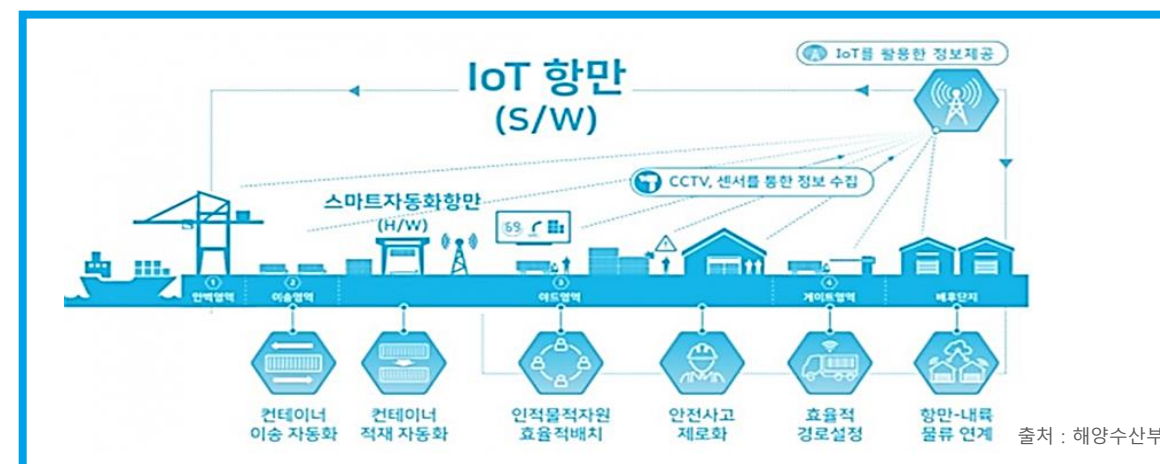 IoT를 활용한 정보제공
IoT 항만
(S/W)
CCTV, 센서를 통한 정보 수집
스마트자동화항만
(H/W)
69
① ② ③ ④
안벽영역 이송영역 야드영역 게이트영역 배후단지
컨테이너 컨테이너 인적물적자원 안전사고 효율적 항만-내륙
이송 자동화 적재 자동화 효율적배치 제로화 경로설정 물류 연계
출처 : 해양수산부